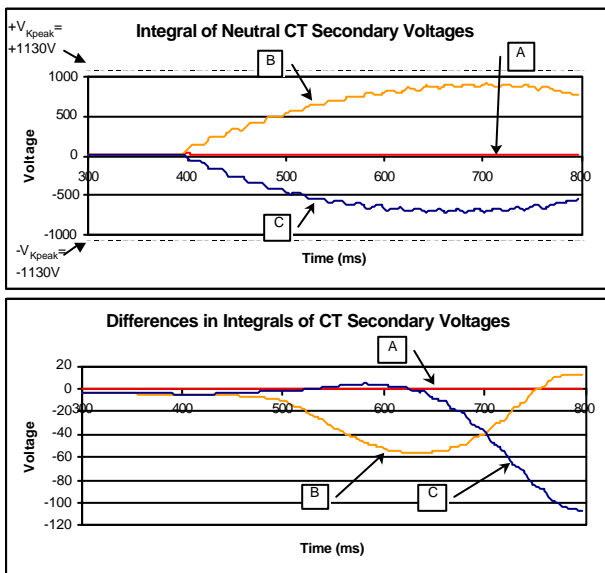 Integral of Neutral CT Secondary Voltages
+V_Kpeak=
+1130V
B
A
1000
500
0
-500
-1000
Voltage
300 400 500 600 700 800
C
-V_Kpeak=
-1130V
Time (ms)
Differences in Integrals of CT Secondary Voltages
A
20
0
-20
-40
-60
-80
-100
-120
Voltage
300 400 500 600 700 800
B
C
Time (ms)